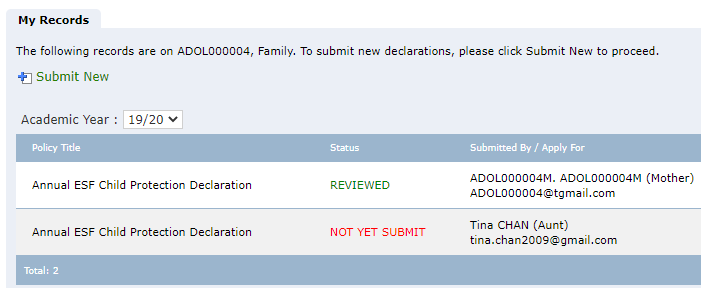 My Records
The following records are on ADOL000004, Family. To submit new declarations, please click Submit New to proceed.
Submit New
Academic Year : 19/20
Policy Title Status Submitted By / Apply For
Annual ESF Child Protection Declaration REVIEWED ADOL000004M. ADOL000004M (Mother)
ADOL000004@tgmail.com
Annual ESF Child Protection Declaration NOT YET SUBMIT Tina CHAN (Aunt)
tina.chan2009@gmail.com
Total: 2